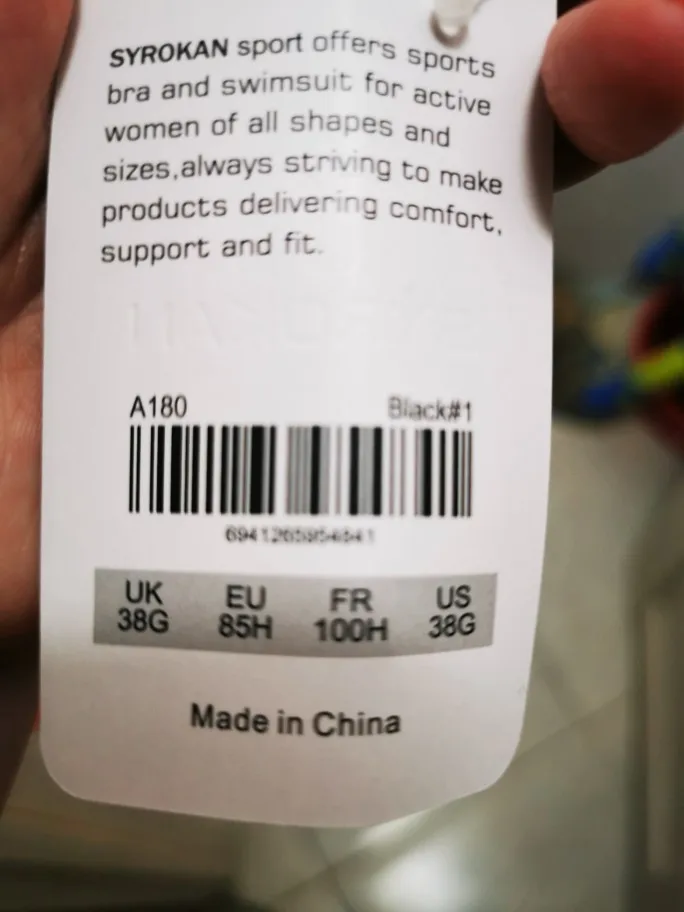 SYROKAN sport offers sports
bra and swimsuit for active
women of all shapes and
sizes,always striving to make
products delivering comfort,
support and fit.
A180 Black#1
UK EU FR US
38G 85H 100H 38G
Made in China